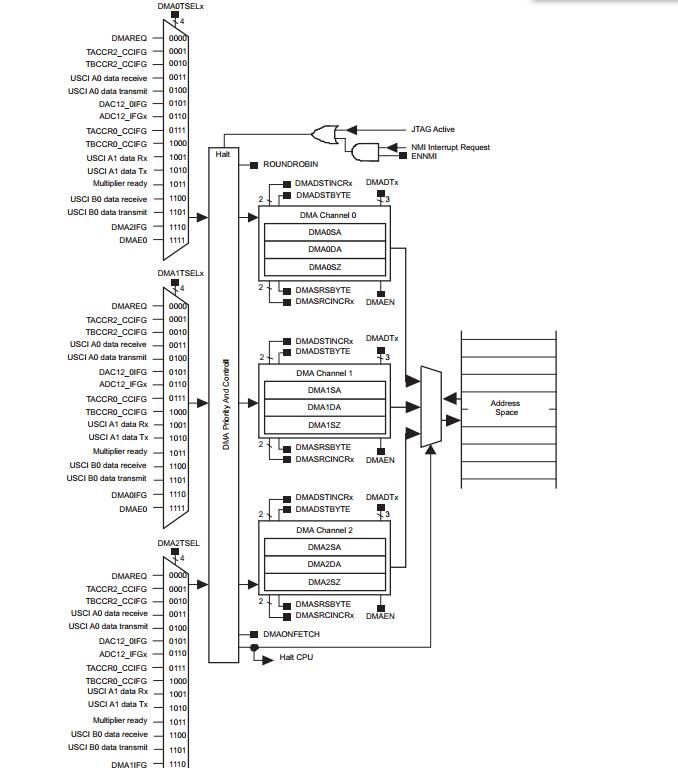 DMA0TSELx
4
DMAREQ 0000
TACCR2_CCIFG 0001
TBCCR2_CCIFG 0010
USCI A0 data receive 0011
USCI A0 data transmit 0100
DAC12_0IFG 0101
ADC12_IFGx 0110
TACCR0_CCIFG 0111
TBCCR0_CCIFG 1000
USCI A1 data Rx 1001
USCI A1 data Tx 1010
Multiplier ready 1011
USCI B0 data receive 1100
USCI B0 data transmit 1101
DMA2IFG 1110
DMAE0 1111
DMA1TSELx
4
DMAREQ 0000
TACCR2_CCIFG 0001
TBCCR2_CCIFG 0010
USCI A0 data receive 0011
USCI A0 data transmit 0100
DAC12_0IFG 0101
ADC12_IFGx 0110
TACCR0_CCIFG 0111
TBCCR0_CCIFG 1000
USCI A1 data Rx 1001
USCI A1 data Tx 1010
Multiplier ready 1011
USCI B0 data receive 1100
USCI B0 data transmit 1101
DMA0IFG 1110
DMAE0 1111
DMA2TSEL
4
DMAREQ 0000
TACCR2_CCIFG 0001
TBCCR2_CCIFG 0010
USCI A0 data receive 0011
USCI A0 data transmit 0100
DAC12_0IFG 0101
ADC12_IFGx 0110
TACCR0_CCIFG 0111
TBCCR0_CCIFG 1000
USCI A1 data Rx 1001
USCI A1 data Tx 1010
Multiplier ready 1011
USCI B0 data receive 1100
USCI B0 data transmit 1101
DMA1IFG 1110
Halt
DMA Priority And Controll
JTAG Active
NMI Interrupt Request
ENNMI
ROUNDROBIN
DMADSTINCRx
2
DMADSTBYTE
DMADTx
3
DMA Channel 0
DMA0SA
DMA0DA
DMA0SZ
2
DMASRSBYTE
DMASRCINCRx
DMAEN
DMADSTINCRx
2
DMADSTBYTE
DMADTx
3
DMA Channel 1
DMA1SA
DMA1DA
DMA1SZ
2
DMASRSBYTE
DMASRCINCRx
DMAEN
DMADSTINCRx
2
DMADSTBYTE
DMADTx
3
DMA Channel 2
DMA2SA
DMA2DA
DMA2SZ
2
DMASRSBYTE
DMASRCINCRx
DMAEN
DMAONFETCH
Halt CPU
Address
Space